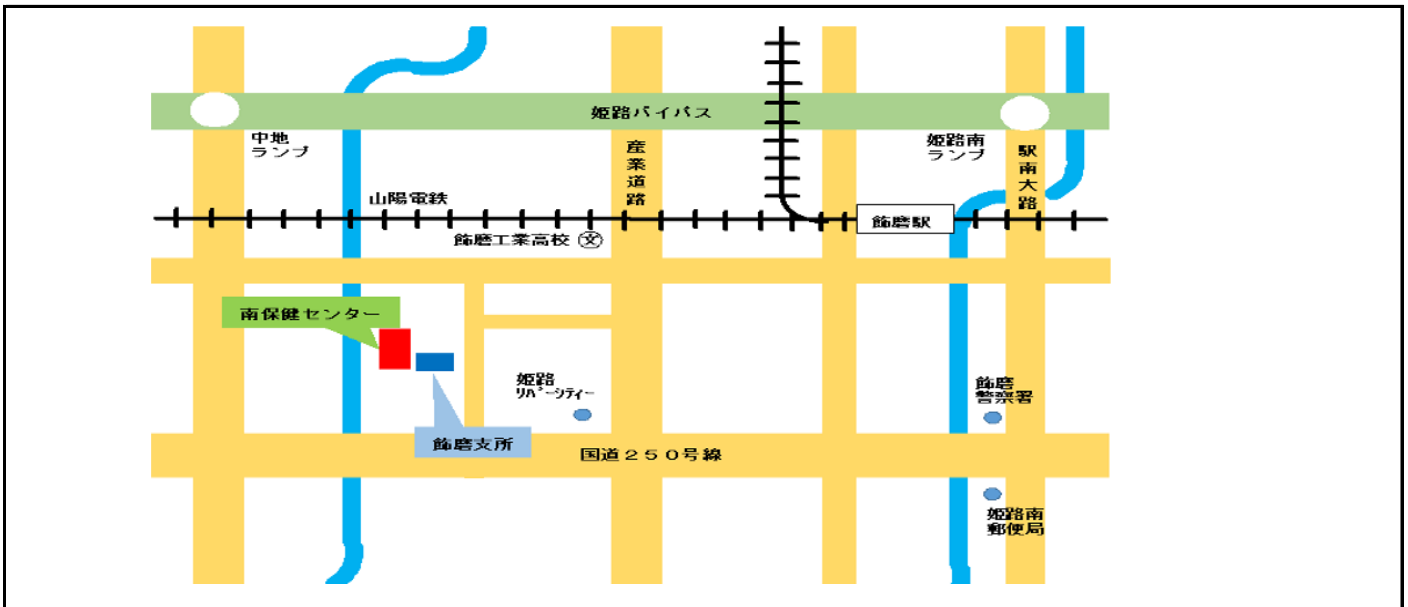 姫路バイパス
中地
ランプ
産業道路
姫路南
ランプ
駅南大路
山陽電鉄
飾磨駅
飾磨工業高校 文
南保健センター
姫路
リバーシティー
飾磨
警察署
飾磨支所
国道250号線
姫路南
郵便局